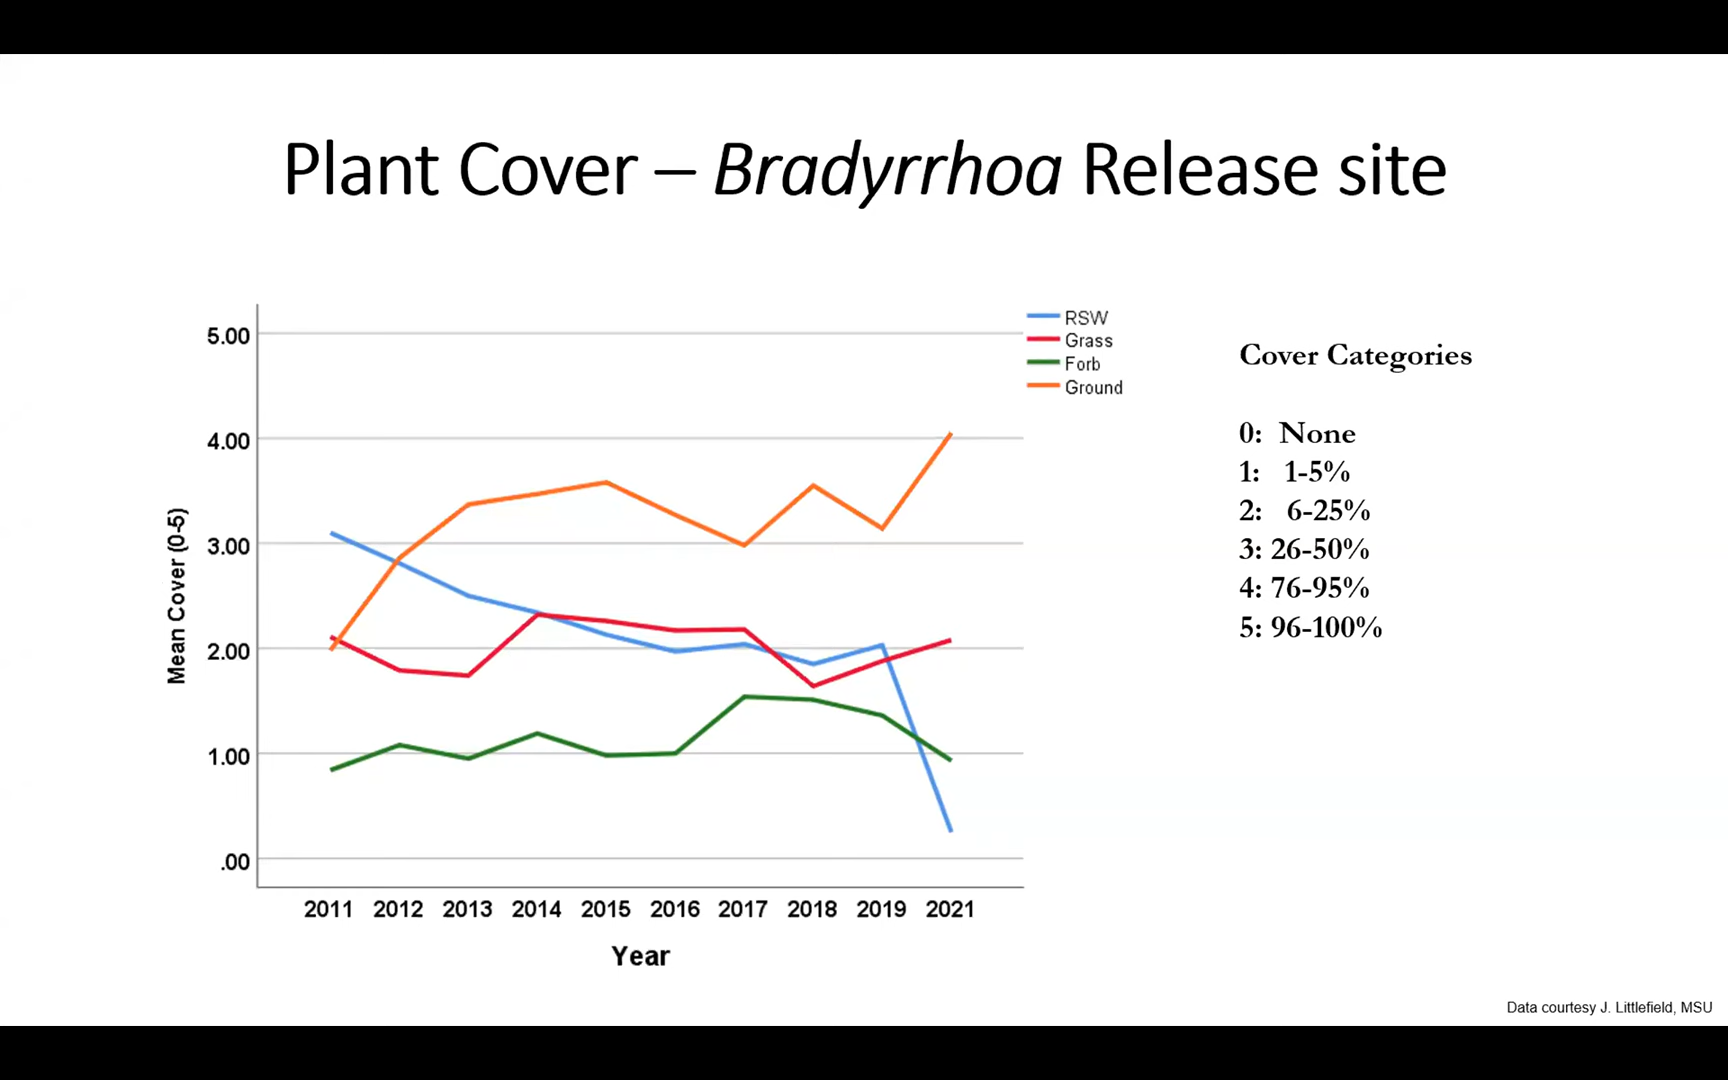 Plant Cover – Bradyrrhoa Release site
RSW
Grass
Forb
Ground
Cover Categories
0: None
1: 1-5%
2: 6-25%
3: 26-50%
4: 76-95%
5: 96-100%
Mean Cover (0-5)
5.00
4.00
3.00
2.00
1.00
.00
2011 2012 2013 2014 2015 2016 2017 2018 2019 2021
Year
Data courtesy J. Littlefield, MSU